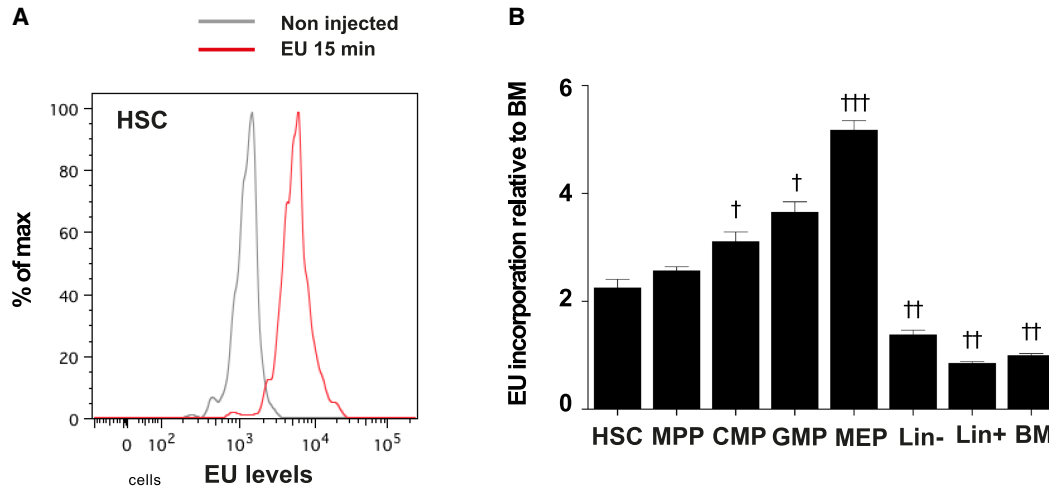 A
Non injected
EU 15 min
HSC
% of max
100
80
60
40
20
0
0 10² 10³ 10⁴ 10⁵
cells EU levels
B
EU incorporation relative to BM
6
4
2
0
† † ††† †† †† ††
HSC MPP CMP GMP MEP Lin- Lin+ BM